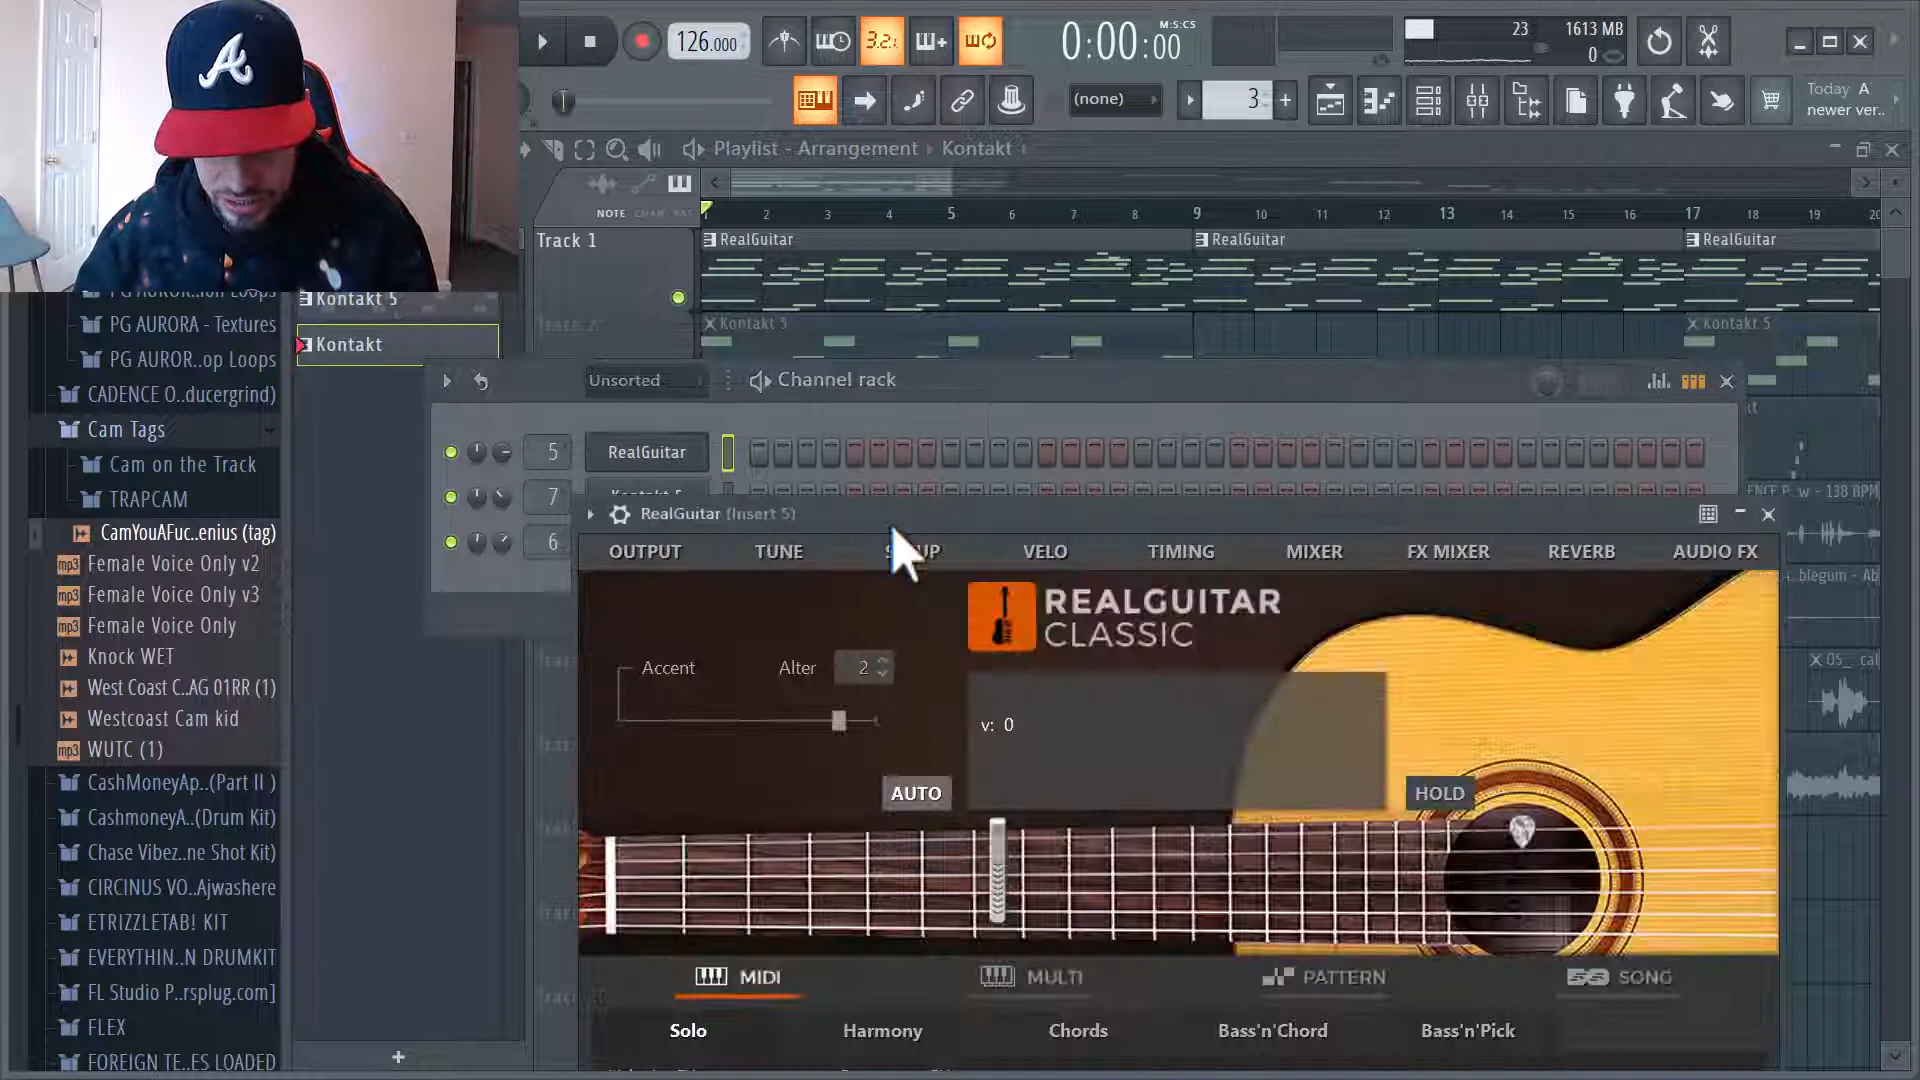 A
126.000
3.2.
0:00:00
M:S:CS
23
1613 MB
0
(none)
3
Today A
newer ver..
Playlist - Arrangement
Kontakt
NOTE CHAN PAT
2 3 4 5 6 7 8 9 10 11 12 13 14 15 16 17 18 19 20
Track 1
RealGuitar
RealGuitar
RealGuitar
Kontakt 5
Kontakt 5
Kontakt 5
Kontakt
PG AURORA - Textures
PG AUROR..op Loops
CADENCE O..ducergrind)
Cam Tags
Cam on the Track
TRAPCAM
CamYouAFuc..enius (tag)
Female Voice Only v2
Female Voice Only v3
Female Voice Only
Knock WET
West Coast C..AG 01RR (1)
Westcoast Cam kid
WUTC (1)
CashMoneyAp..(Part II )
CashmoneyA..(Drum Kit)
Chase Vibez..ne Shot Kit)
CIRCINUS VO..Ajwashere
ETRIZZLETAB! KIT
EVERYTHIN..N DRUMKIT
FL Studio P..rsplug.com]
FLEX
FOREIGN TE..ES LOADED
Unsorted
Channel rack
5
RealGuitar
7
Kontakt 5
6
RealGuitar (Insert 5)
OUTPUT
TUNE
VELO
TIMING
MIXER
FX MIXER
REVERB
AUDIO FX
REALGUITAR
CLASSIC
Accent
Alter
2
v: 0
AUTO
HOLD
MIDI
MULTI
PATTERN
SONG
Solo
Harmony
Chords
Bass'n'Chord
Bass'n'Pick